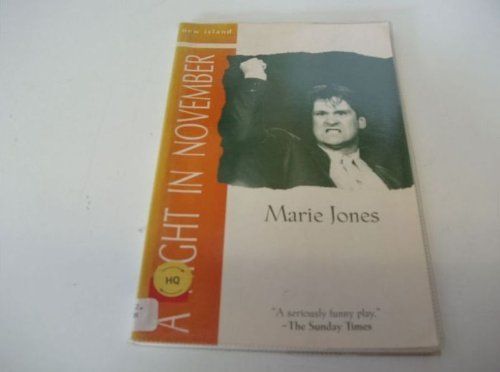 new island
A NIGHT IN NOVEMBER
HQ
Marie Jones
"A seriously funny play."
–The Sunday Times